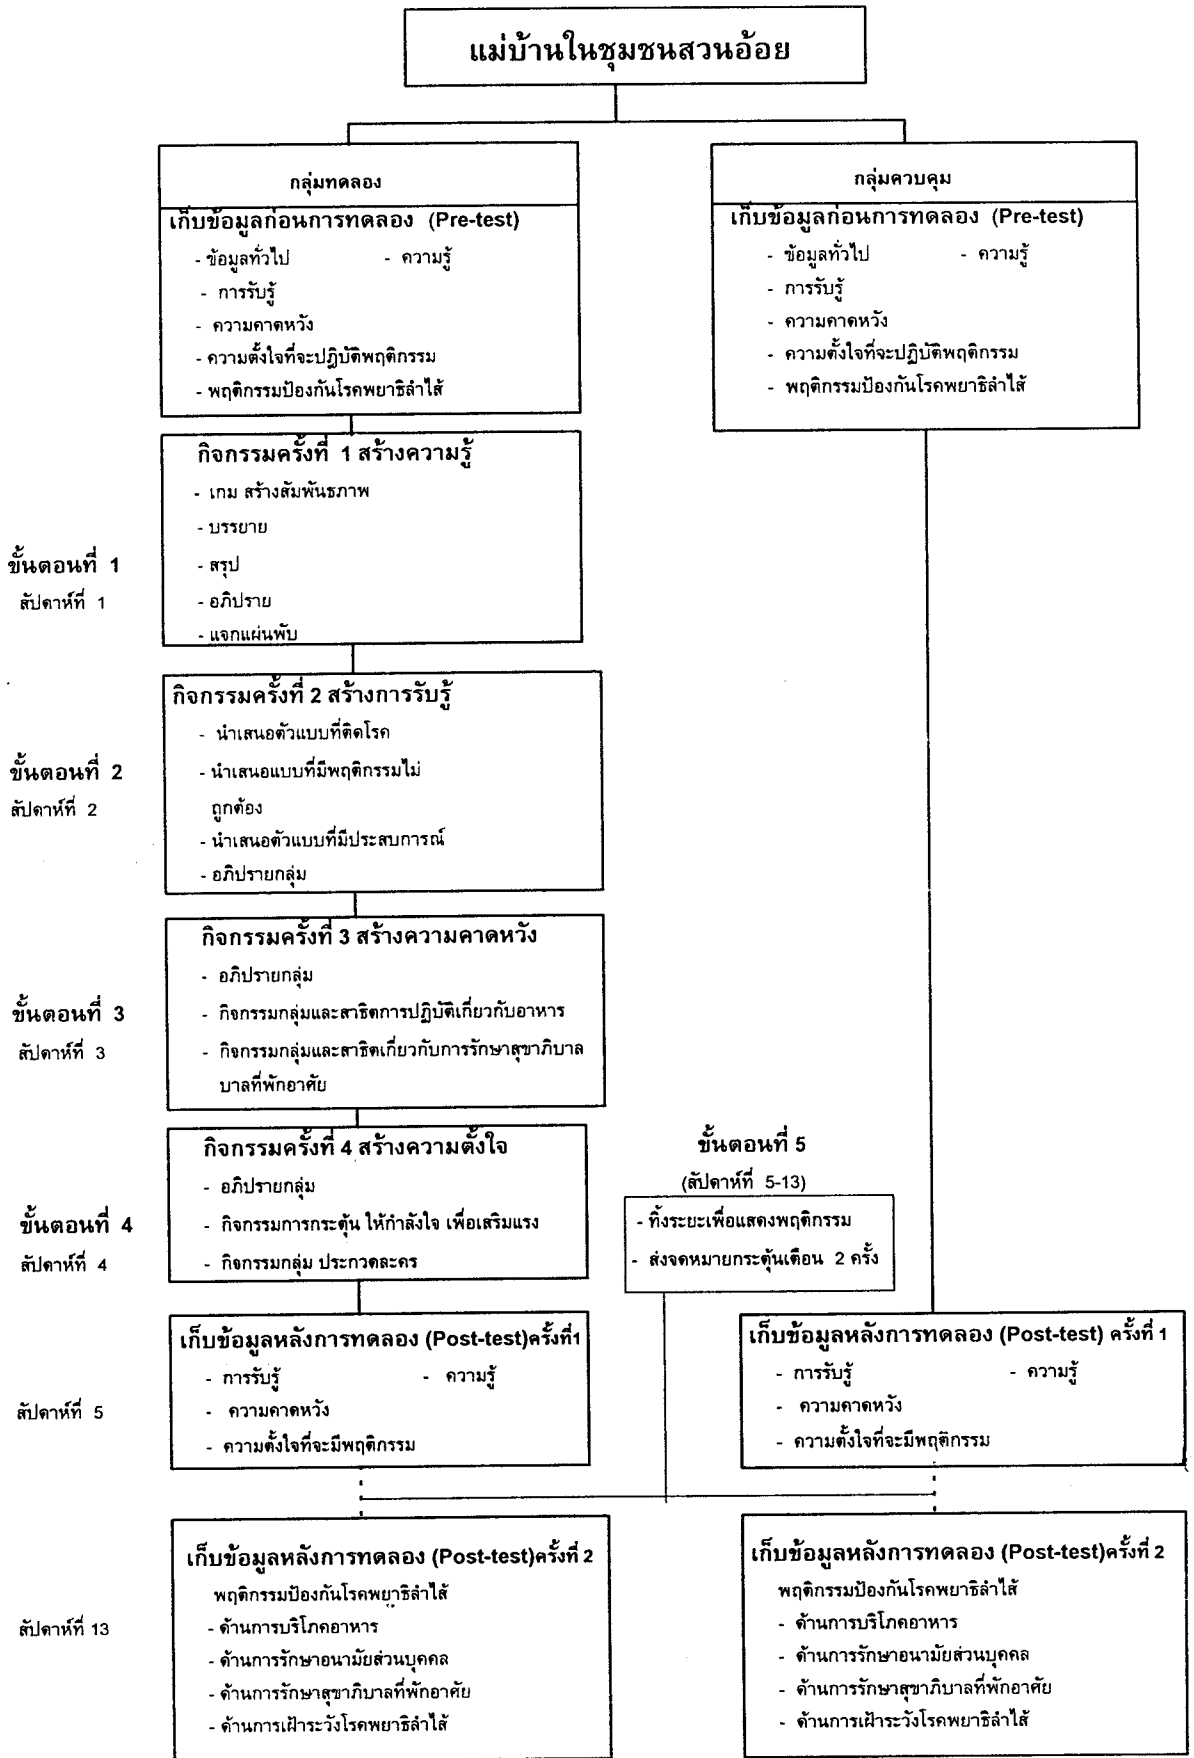 แม่บ้านในชุมชนสวนอ้อย
กลุ่มทดลอง
เก็บข้อมูลก่อนการทดลอง (Pre-test)
- ข้อมูลทั่วไป - ความรู้
- การรับรู้
- ความคาดหวัง
- ความตั้งใจที่จะปฏิบัติพฤติกรรม
- พฤติกรรมป้องกันโรคพยาธิลำไส้
กลุ่มควบคุม
เก็บข้อมูลก่อนการทดลอง (Pre-test)
- ข้อมูลทั่วไป - ความรู้
- การรับรู้
- ความคาดหวัง
- ความตั้งใจที่จะปฏิบัติพฤติกรรม
- พฤติกรรมป้องกันโรคพยาธิลำไส้
ขั้นตอนที่ 1
สัปดาห์ที่ 1
กิจกรรมครั้งที่ 1 สร้างความรู้
- เกม สร้างสัมพันธภาพ
- บรรยาย
- สรุป
- อภิปราย
- แจกแผ่นพับ
ขั้นตอนที่ 2
สัปดาห์ที่ 2
กิจกรรมครั้งที่ 2 สร้างการรับรู้
- นำเสนอตัวแบบที่ติดโรค
- นำเสนอแบบที่มีพฤติกรรมไม่
ถูกต้อง
- นำเสนอตัวแบบที่มีประสบการณ์
- อภิปรายกลุ่ม
ขั้นตอนที่ 3
สัปดาห์ที่ 3
กิจกรรมครั้งที่ 3 สร้างความคาดหวัง
- อภิปรายกลุ่ม
- กิจกรรมกลุ่มและสาธิตการปฏิบัติเกี่ยวกับอาหาร
- กิจกรรมกลุ่มและสาธิตเกี่ยวกับการรักษาสุขาภิบาล
บาลที่พักอาศัย
ขั้นตอนที่ 4
สัปดาห์ที่ 4
กิจกรรมครั้งที่ 4 สร้างความตั้งใจ
- อภิปรายกลุ่ม
- กิจกรรมการกระตุ้น ให้กำลังใจ เพื่อเสริมแรง
- กิจกรรมกลุ่ม ประกวดละคร
ขั้นตอนที่ 5
(สัปดาห์ที่ 5-13)
- ทิ้งระยะเพื่อแสดงพฤติกรรม
- ส่งจดหมายกระตุ้นเตือน 2 ครั้ง
สัปดาห์ที่ 5
เก็บข้อมูลหลังการทดลอง (Post-test)ครั้งที่1
- การรับรู้ - ความรู้
- ความคาดหวัง
- ความตั้งใจที่จะมีพฤติกรรม
เก็บข้อมูลหลังการทดลอง (Post-test) ครั้งที่ 1
- การรับรู้ - ความรู้
- ความคาดหวัง
- ความตั้งใจที่จะมีพฤติกรรม
สัปดาห์ที่ 13
เก็บข้อมูลหลังการทดลอง (Post-test)ครั้งที่ 2
พฤติกรรมป้องกันโรคพยาธิลำไส้
- ด้านการบริโภคอาหาร
- ด้านการรักษาอนามัยส่วนบุคคล
- ด้านการรักษาสุขาภิบาลที่พักอาศัย
- ด้านการเฝ้าระวังโรคพยาธิลำไส้
เก็บข้อมูลหลังการทดลอง (Post-test)ครั้งที่ 2
พฤติกรรมป้องกันโรคพยาธิลำไส้
- ด้านการบริโภคอาหาร
- ด้านการรักษาอนามัยส่วนบุคคล
- ด้านการรักษาสุขาภิบาลที่พักอาศัย
- ด้านการเฝ้าระวังโรคพยาธิลำไส้